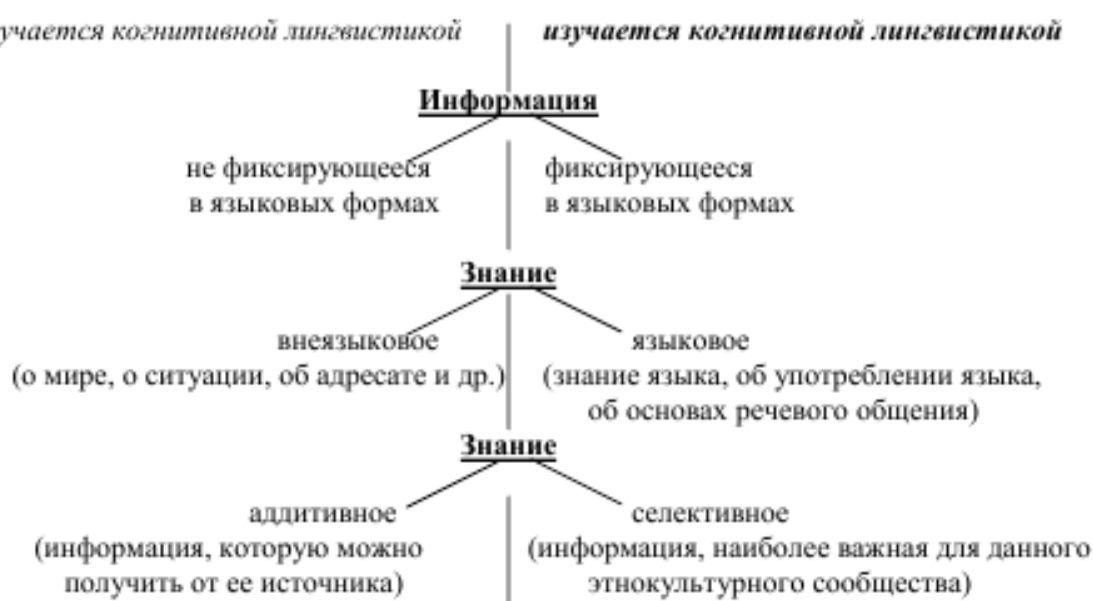 учается когнитивной лингвистикой
изучается когнитивной лингвистикой
Информация
не фиксирующееся
в языковых формах
фиксирующееся
в языковых формах
Знание
внеязыковое
(о мире, о ситуации, об адресате и др.)
языковое
(знание языка, об употреблении языка,
об основах речевого общения)
Знание
аддитивное
(информация, которую можно
получить от ее источника)
селективное
(информация, наиболее важная для данного
этнокультурного сообщества)